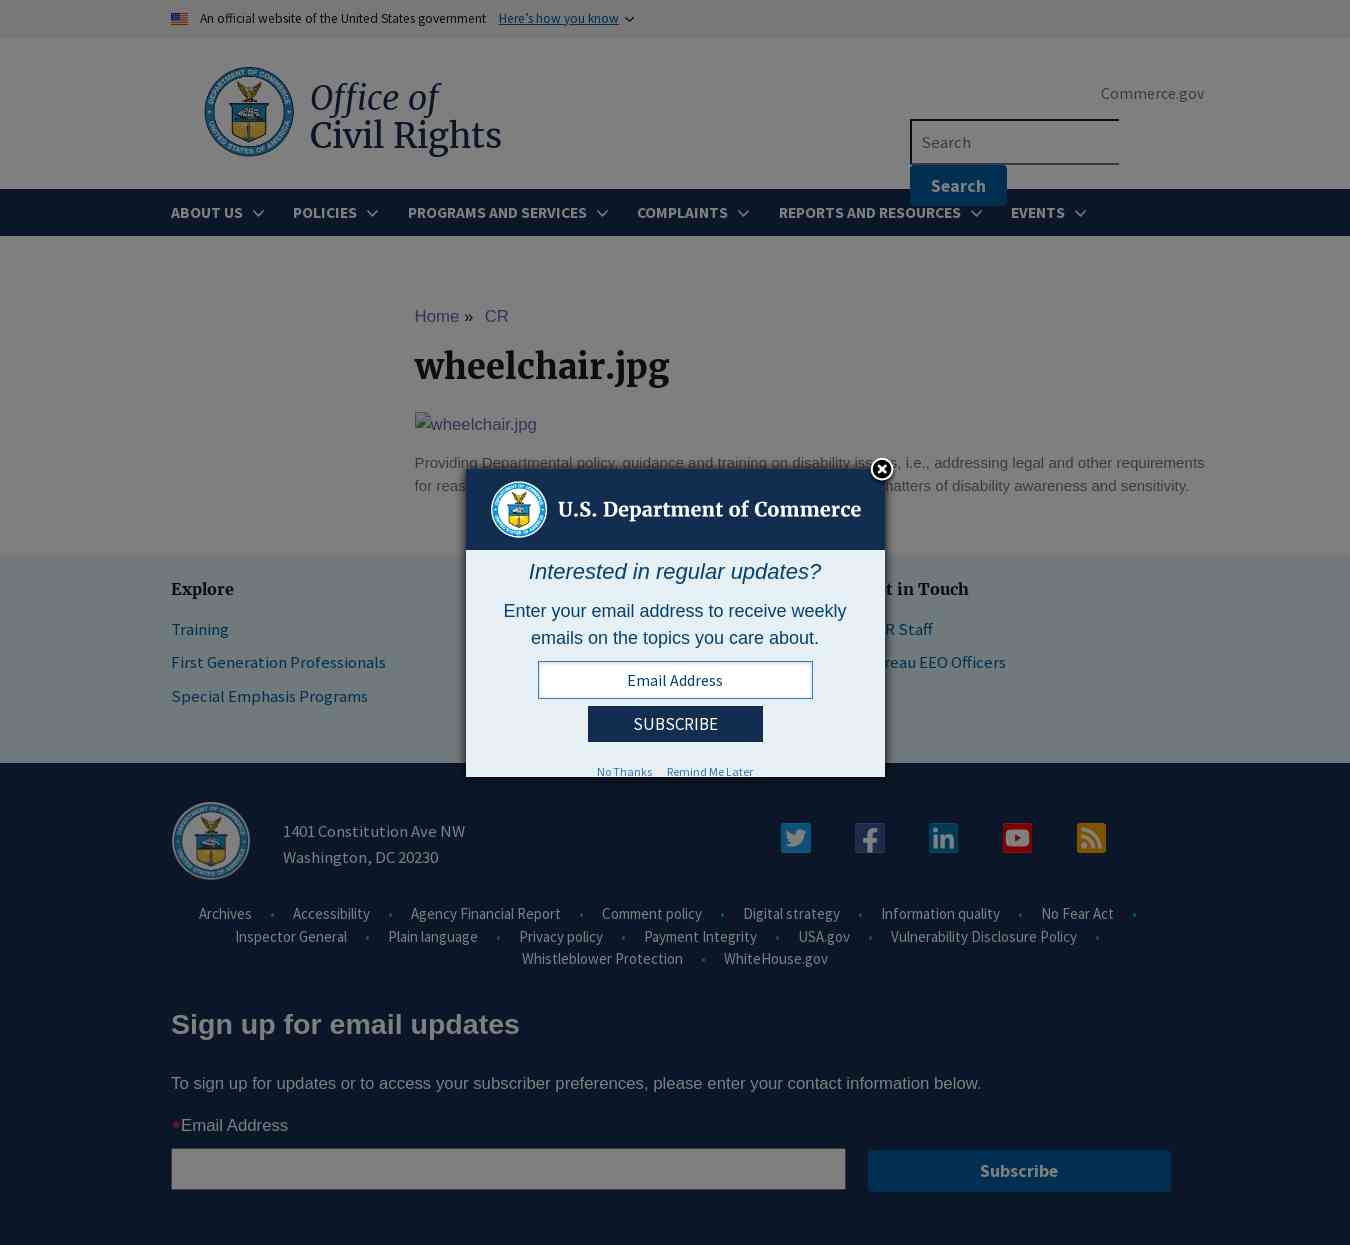 An official website of the United States government Here's how you know
Commerce.gov
Office of
Civil Rights
Search
Search
ABOUT US POLICIES PROGRAMS AND SERVICES COMPLAINTS REPORTS AND RESOURCES EVENTS
Home » CR
wheelchair.jpg
wheelchair.jpg
Providing Departmental policy, guidance and training on disability iss i.e., addressing legal and other requirements
for reas matters of disability awareness and sensitivity.
U.S. Department of Commerce
Interested in regular updates?
Enter your email address to receive weekly
emails on the topics you care about.
Email Address
SUBSCRIBE
No Thanks Remind Me Later
Explore
Training
First Generation Professionals
Special Emphasis Programs
t in Touch
R Staff
reau EEO Officers
DEPARTMENT OF COMMERCE
UNITED STATES OF AMERICA
1401 Constitution Ave NW
Washington, DC 20230
Archives • Accessibility • Agency Financial Report • Comment policy • Digital strategy • Information quality • No Fear Act •
Inspector General • Plain language • Privacy policy • Payment Integrity • USA.gov • Vulnerability Disclosure Policy •
Whistleblower Protection • WhiteHouse.gov
Sign up for email updates
To sign up for updates or to access your subscriber preferences, please enter your contact information below.
*Email Address
Subscribe